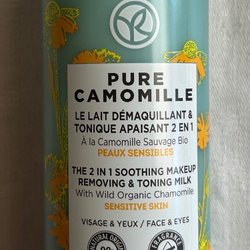 PURE
CAMOMILLE
LE LAIT DÉMAQUILLANT &
TONIQUE APAISANT 2 EN 1
À la Camomille Sauvage Bio
PEAUX SENSIBLES
THE 2 IN 1 SOOTHING MAKEUP
REMOVING & TONING MILK
With Wild Organic Chamomile
SENSITIVE SKIN
VISAGE & YEUX / FACE & EYES